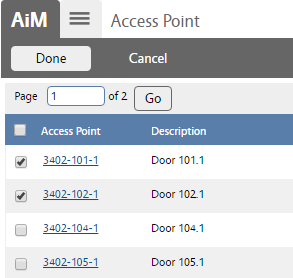 AiM Access Point
Done Cancel
Page 1 of 2 Go
Access Point Description
3402-101-1 Door 101.1
3402-102-1 Door 102.1
3402-104-1 Door 104.1
3402-105-1 Door 105.1